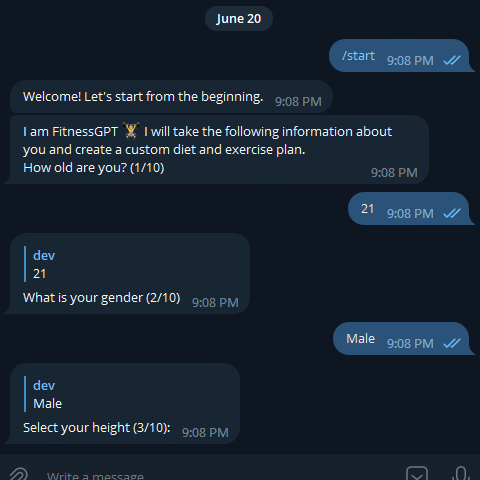 June 20
/start 9:08 PM
Welcome! Let's start from the beginning. 9:08 PM
I am FitnessGPT 🏋️ I will take the following information about
you and create a custom diet and exercise plan.
How old are you? (1/10)
9:08 PM
21 9:08 PM
dev
21
What is your gender (2/10) 9:08 PM
Male 9:08 PM
dev
Male
Select your height (3/10): 9:08 PM
Write a message